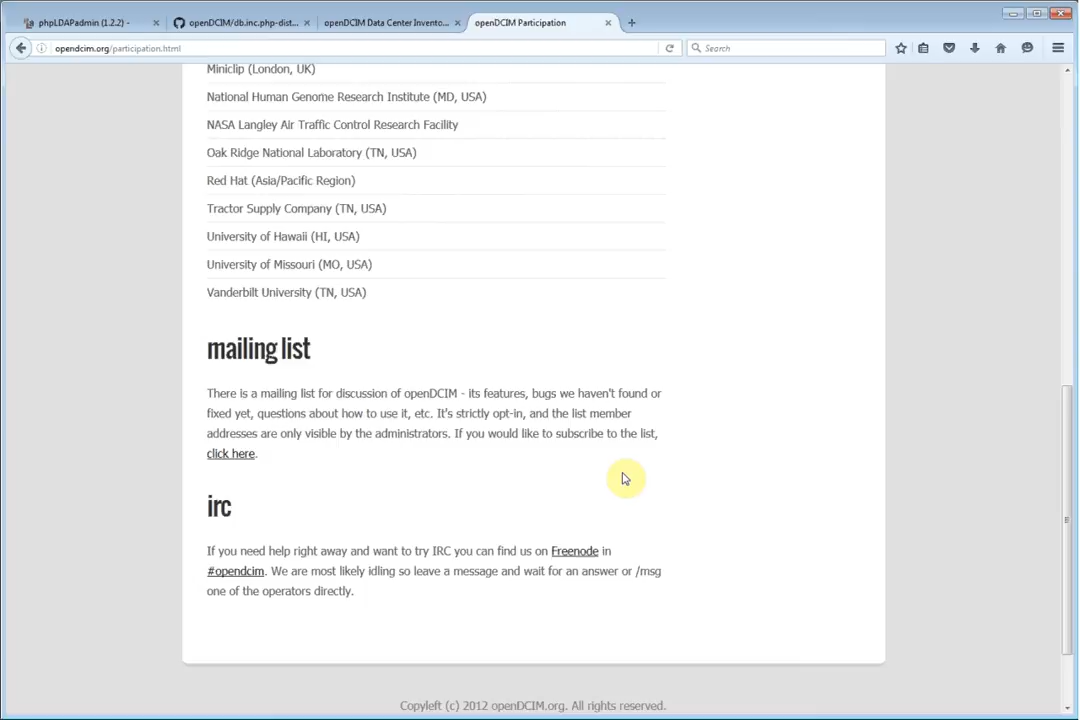 phpLDAPadmin (1.2.2) -
openDCIM/db.inc.php-dist...
openDCIM Data Center Invento...
openDCIM Participation
opendcim.org/participation.html
Search
Miniclip (London, UK)
National Human Genome Research Institute (MD, USA)
NASA Langley Air Traffic Control Research Facility
Oak Ridge National Laboratory (TN, USA)
Red Hat (Asia/Pacific Region)
Tractor Supply Company (TN, USA)
University of Hawaii (HI, USA)
University of Missouri (MO, USA)
Vanderbilt University (TN, USA)
mailing list
There is a mailing list for discussion of openDCIM - its features, bugs we haven't found or
fixed yet, questions about how to use it, etc. It's strictly opt-in, and the list member
addresses are only visible by the administrators. If you would like to subscribe to the list,
click here.
irc
If you need help right away and want to try IRC you can find us on Freenode in
#opendcim. We are most likely idling so leave a message and wait for an answer or /msg
one of the operators directly.
Copyleft (c) 2012 openDCIM.org. All rights reserved.